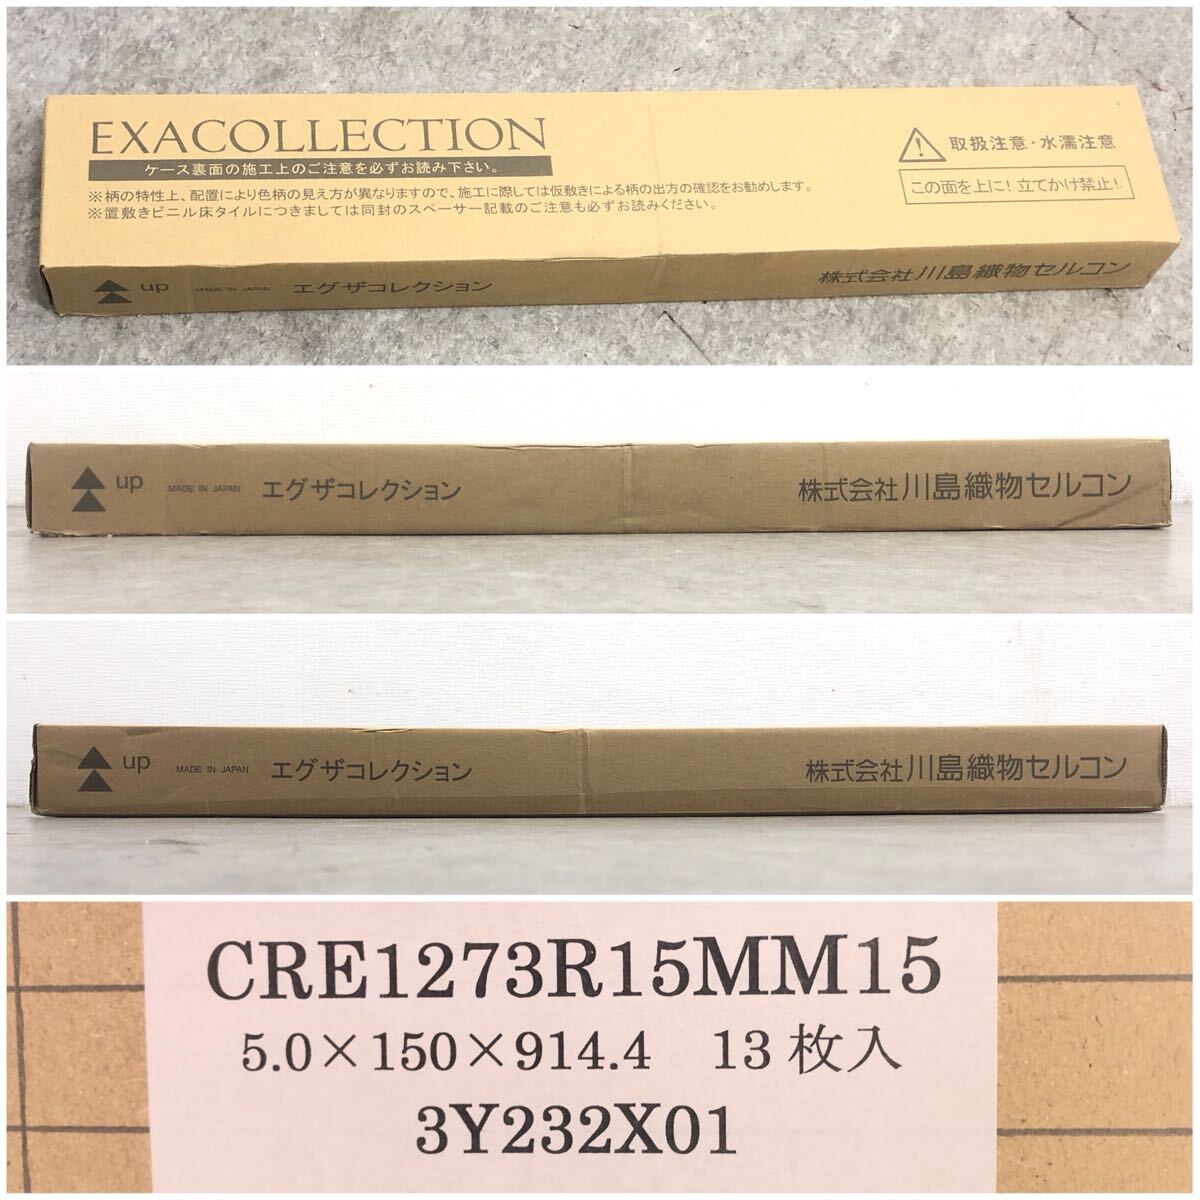 EXACOLLECTION
ケース裏面の施工上のご注意を必ずお読み下さい。
※柄の特性上、配置により色柄の見え方が異なりますので、施工に際しては仮敷きによる柄の出方の確認をお勧めします。
※置敷きビニル床タイルにつきましては同封のスペーサー記載のご注意も必ずお読みください。
取扱注意・水濡注意
この面を上に！立てかけ禁止！
up MADE IN JAPAN エグザコレクション 株式会社川島織物セルコン
up MADE IN JAPAN エグザコレクション 株式会社川島織物セルコン
up MADE IN JAPAN エグザコレクション 株式会社川島織物セルコン
CRE1273R15MM15
5.0×150×914.4 13枚入
3Y232X01